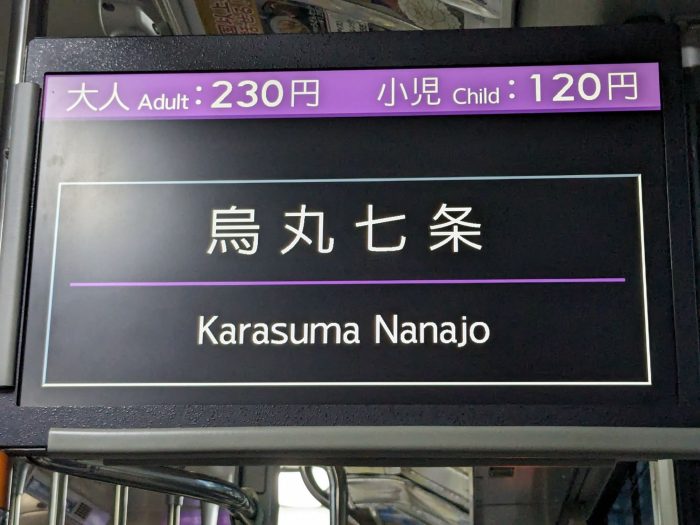 大人 Adult：230円 小児 Child：120円
烏丸七条
Karasuma Nanajo